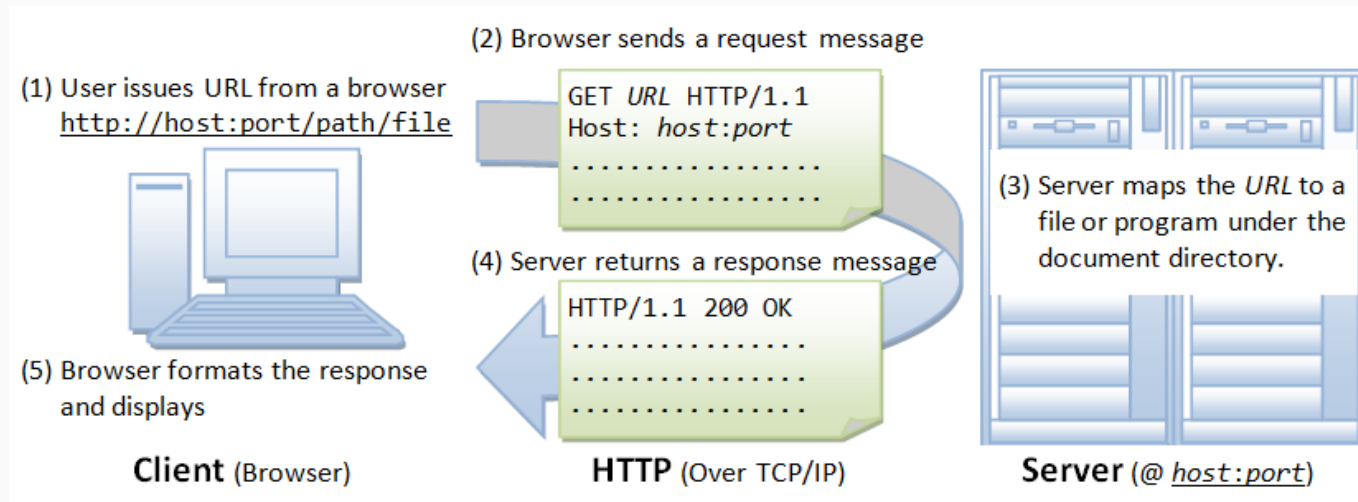 (1) User issues URL from a browser
http://host:port/path/file
(2) Browser sends a request message
GET URL HTTP/1.1
Host: host:port
.................
.................
(3) Server maps the URL to a
file or program under the
document directory.
(4) Server returns a response message
HTTP/1.1 200 OK
................
................
................
(5) Browser formats the response
and displays
Client (Browser)
HTTP (Over TCP/IP)
Server (@ host:port)